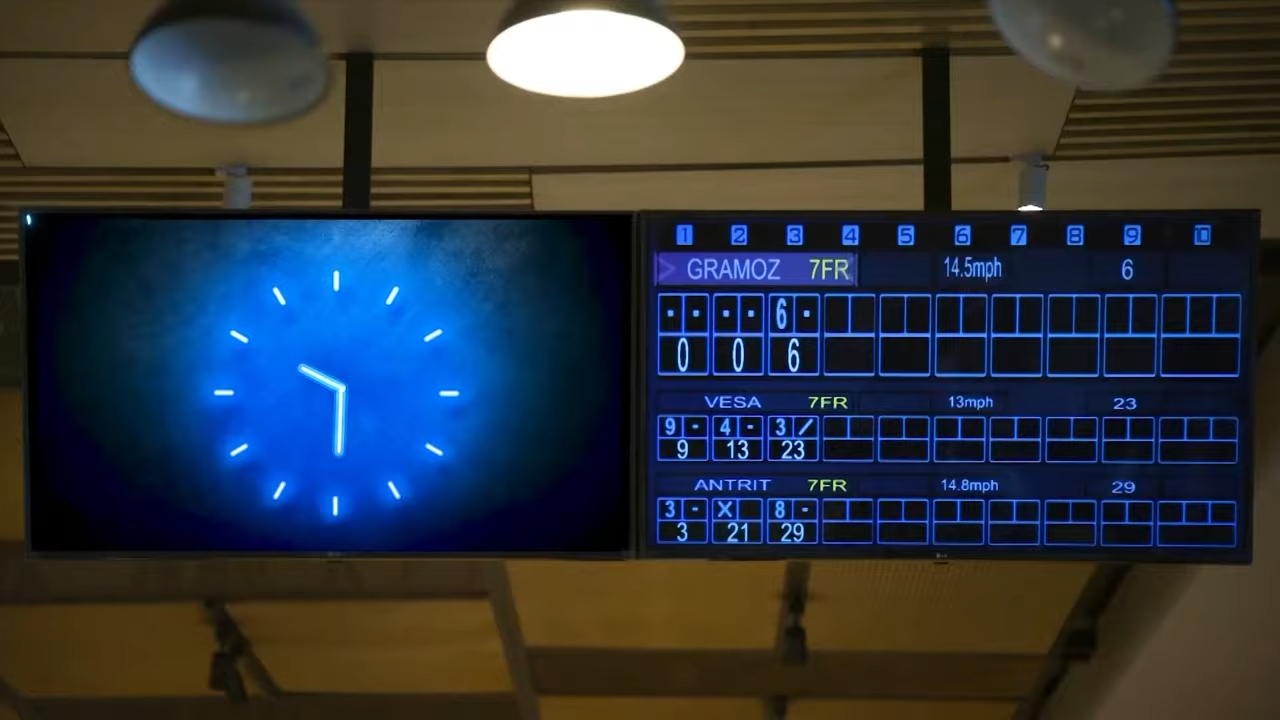 1 2 3 4 5 6 7 8 9 10
> GRAMOZ 7FR 14.5mph 6
· · · · 6 ·
0 0 6
VESA 7FR 13mph 23
9 - 4 - 3 /
9 13 23
ANTRIT 7FR 14.8mph 29
3 - X 8 -
3 21 29